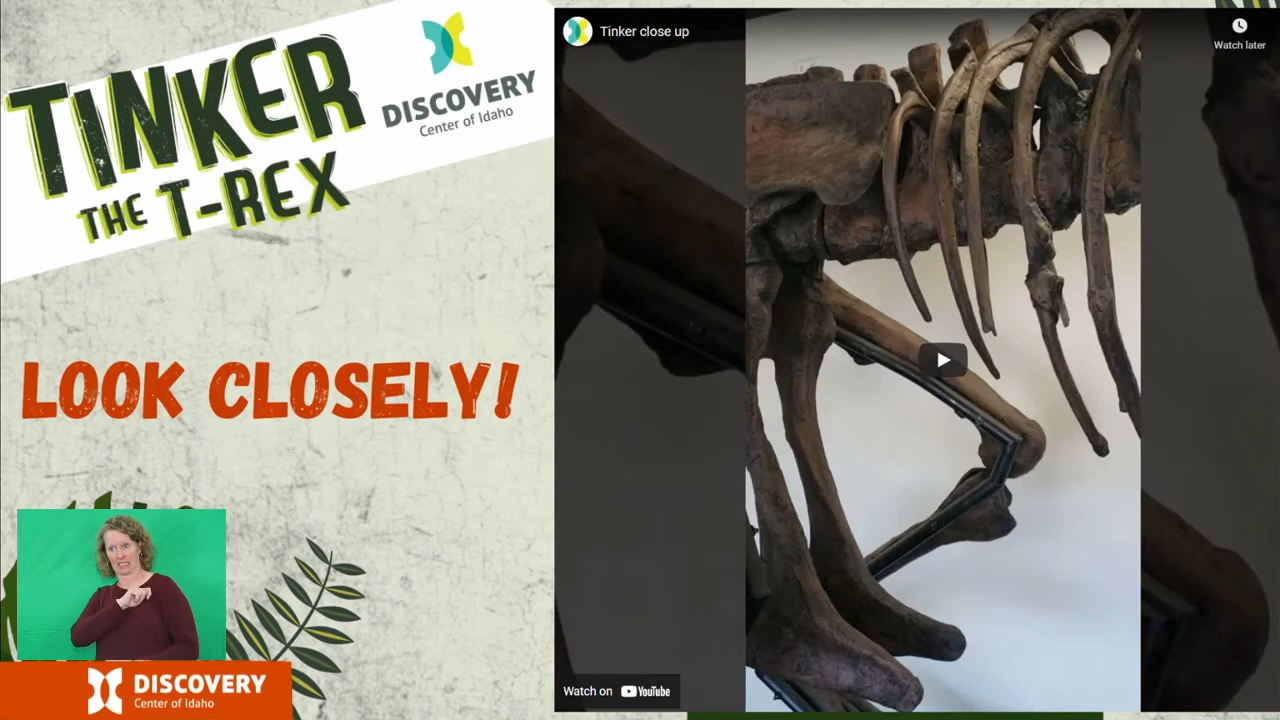 TINKER
THE T-REX
DISCOVERY
Center of Idaho
LOOK CLOSELY!
DISCOVERY
Center of Idaho
Tinker close up
Watch later
Watch on YouTube